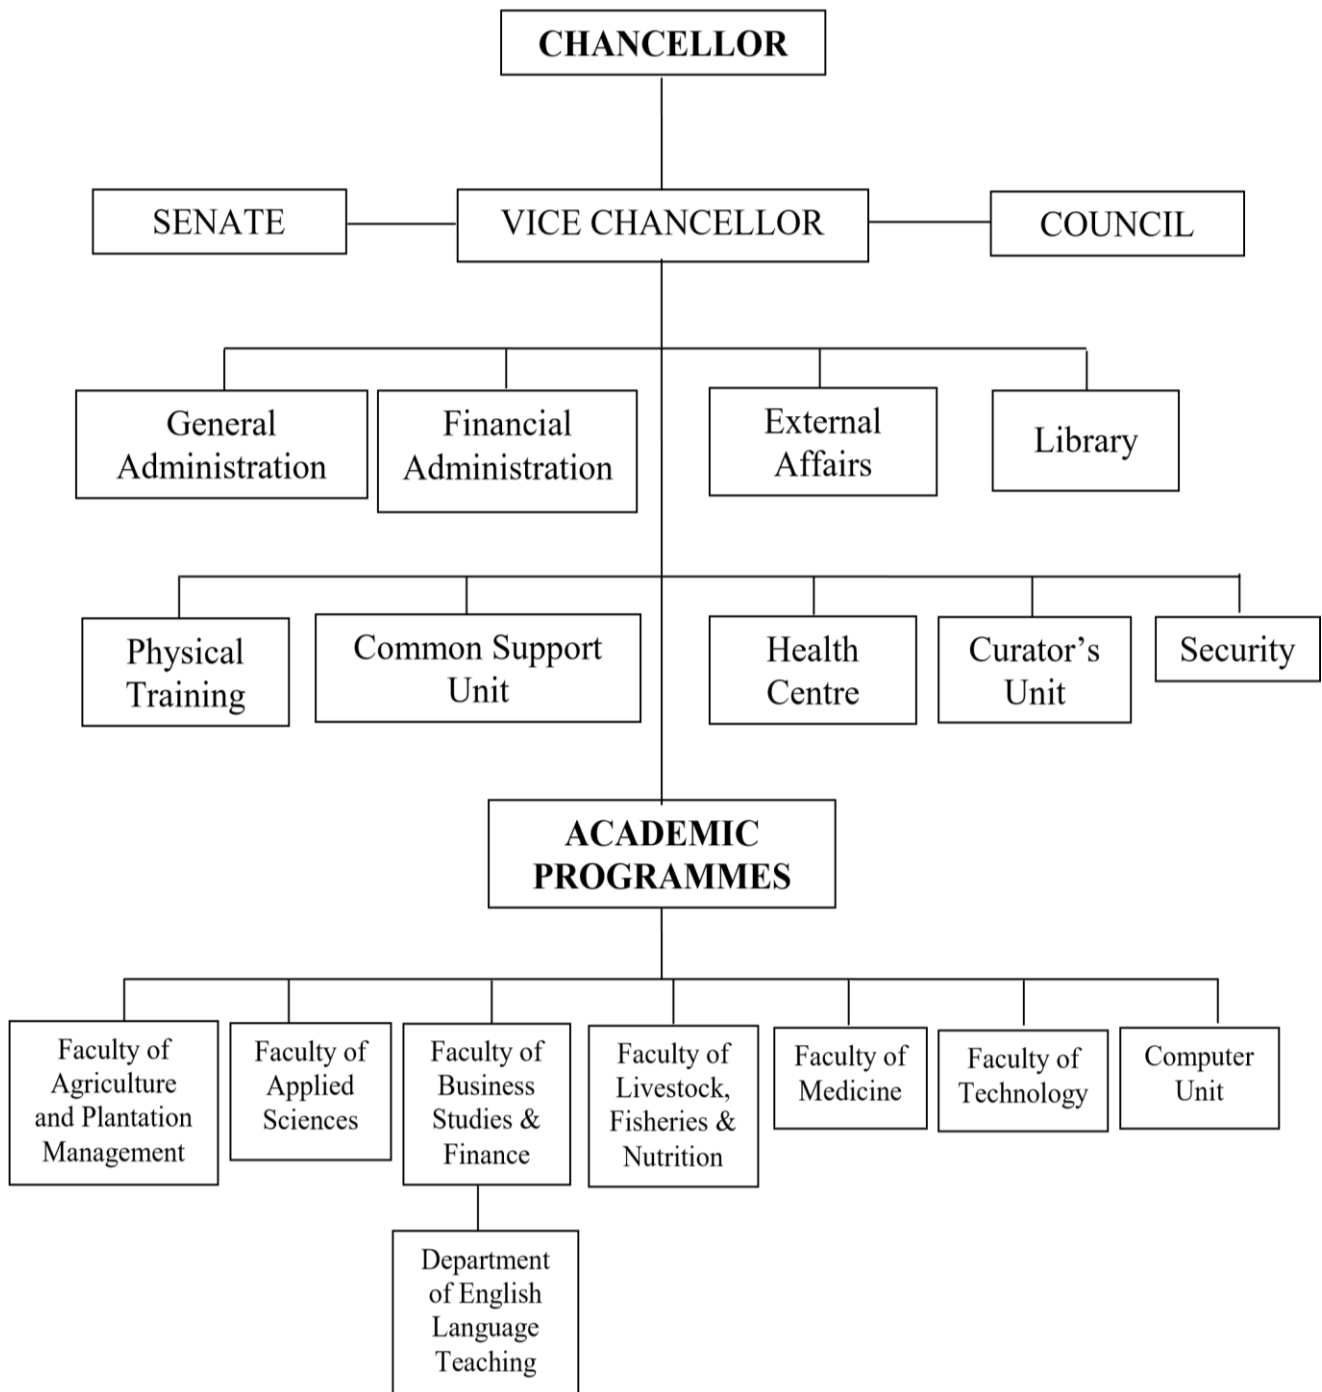 CHANCELLOR
SENATE
VICE CHANCELLOR
COUNCIL
General
Administration
Financial
Administration
External
Affairs
Library
Physical
Training
Common Support
Unit
Health
Centre
Curator’s
Unit
Security
ACADEMIC
PROGRAMMES
Faculty of
Agriculture
and Plantation
Management
Faculty of
Applied
Sciences
Faculty of
Business
Studies &
Finance
Faculty of
Livestock,
Fisheries &
Nutrition
Faculty of
Medicine
Faculty of
Technology
Computer
Unit
Department
of English
Language
Teaching